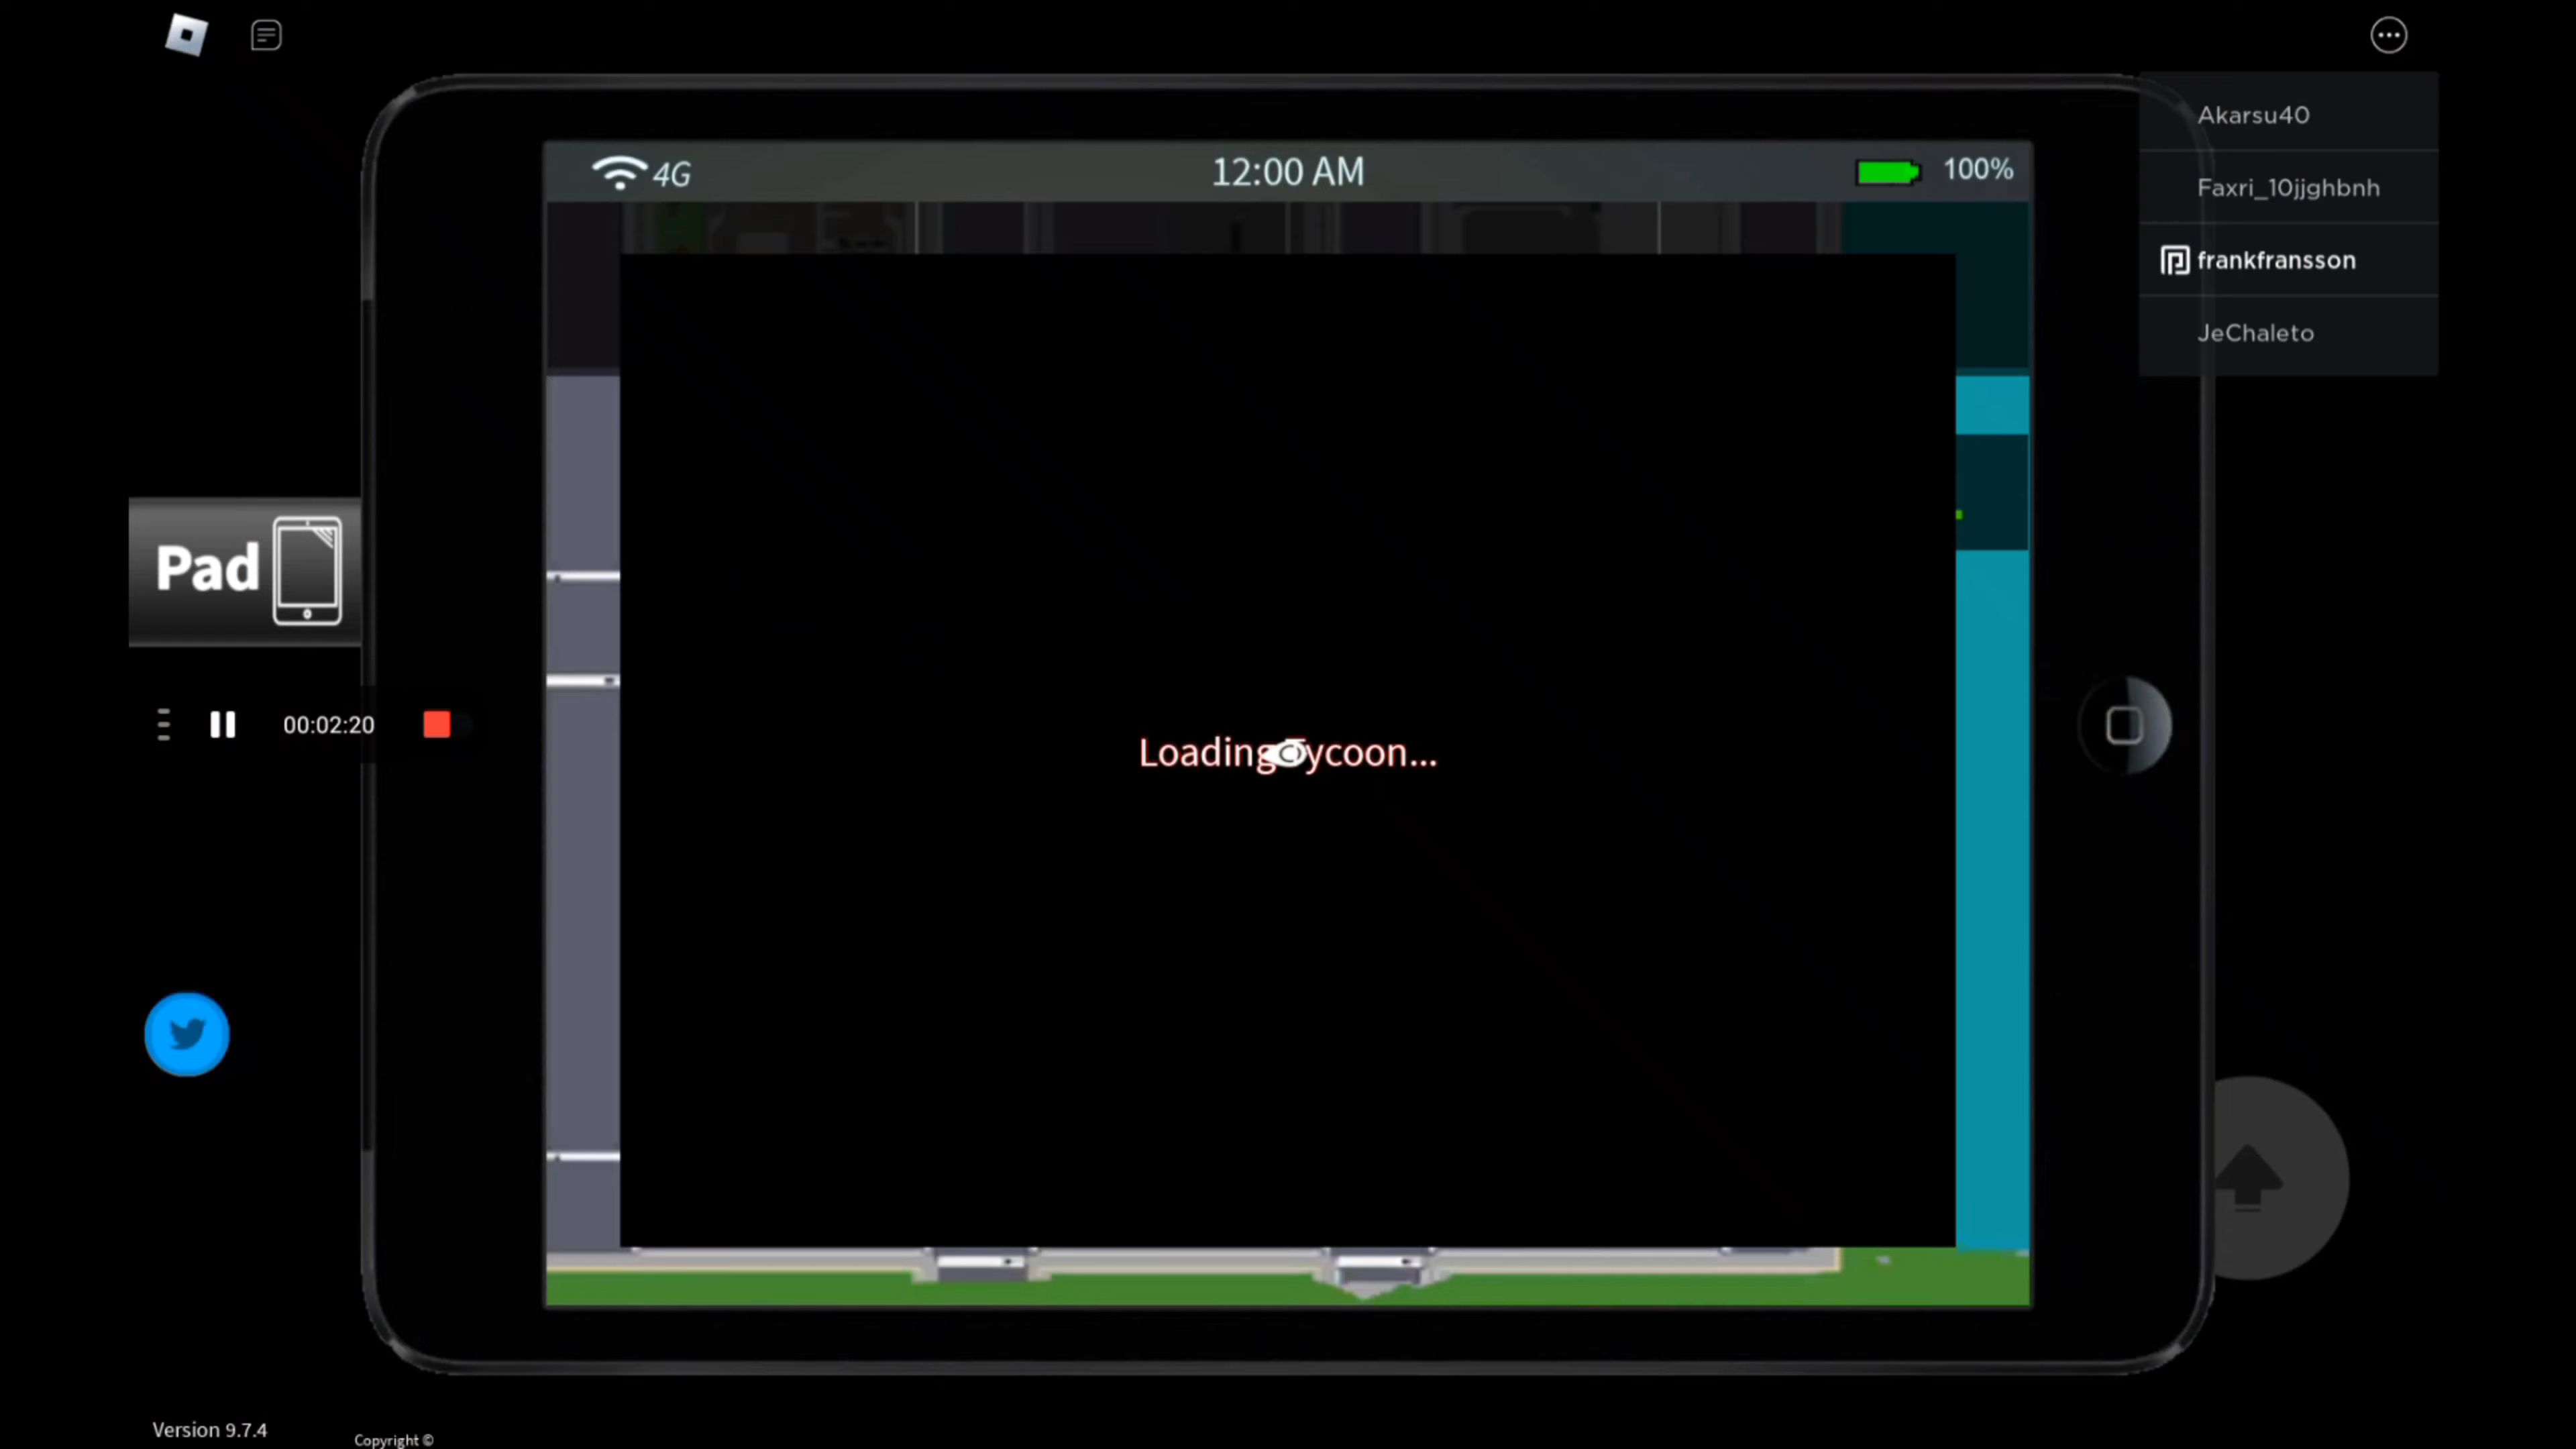 4G
12:00 AM
100%
Akarsu40
Faxri_10jjghbnh
frankfransson
JeChaleto
Pad
00:02:20
Loading Tycoon...
Version 9.7.4
Copyright ©